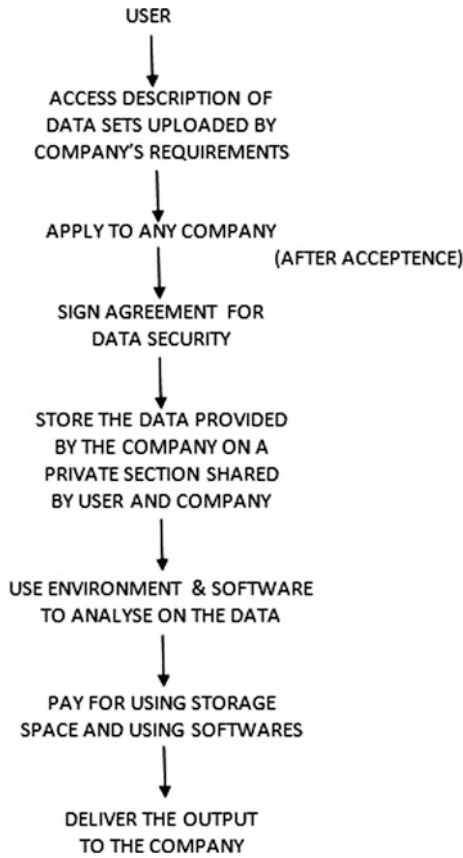 USER
ACCESS DESCRIPTION OF
DATA SETS UPLOADED BY
COMPANY'S REQUIREMENTS
APPLY TO ANY COMPANY
(AFTER ACCEPTENCE)
SIGN AGREEMENT FOR
DATA SECURITY
STORE THE DATA PROVIDED
BY THE COMPANY ON A
PRIVATE SECTION SHARED
BY USER AND COMPANY
USE ENVIRONMENT & SOFTWARE
TO ANALYSE ON THE DATA
PAY FOR USING STORAGE
SPACE AND USING SOFTWARES
DELIVER THE OUTPUT
TO THE COMPANY